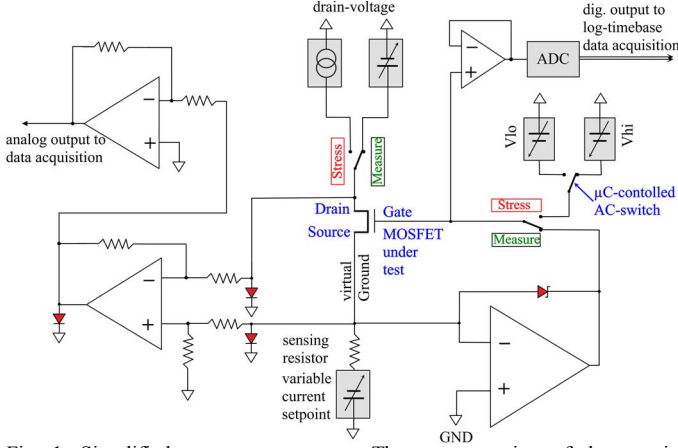 drain-voltage
dig. output to
log-timebase
data acquisition
ADC
analog output to
data acquisition
Stress
Measure
Vlo
Vhi
μC-contolled
AC-switch
Drain
Source
Gate
MOSFET
under
test
Stress
Measure
virtual
Ground
sensing
resistor
variable
current
setpoint
GND